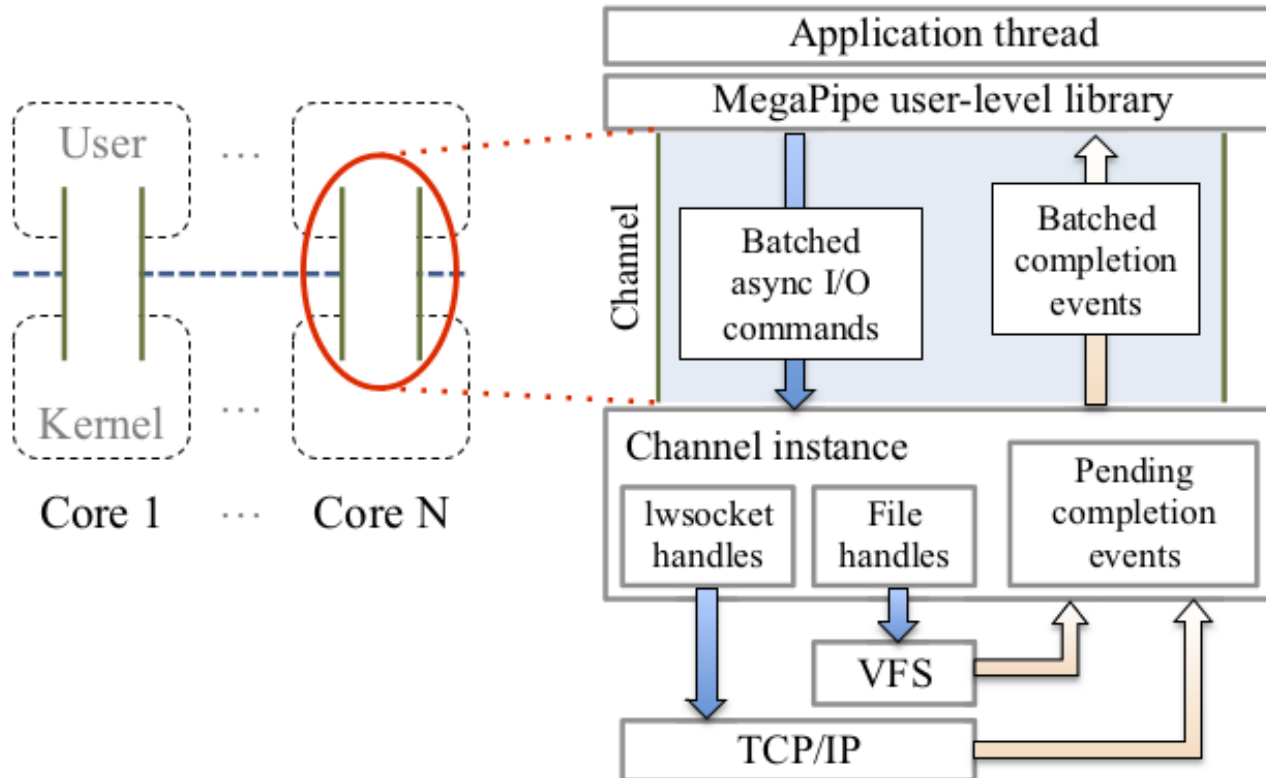 User
…
Kernel
…
Core 1
…
Core N
Application thread
MegaPipe user-level library
Channel
Batched
async I/O
commands
Batched
completion
events
Channel instance
lwsocket
handles
File
handles
Pending
completion
events
VFS
TCP/IP